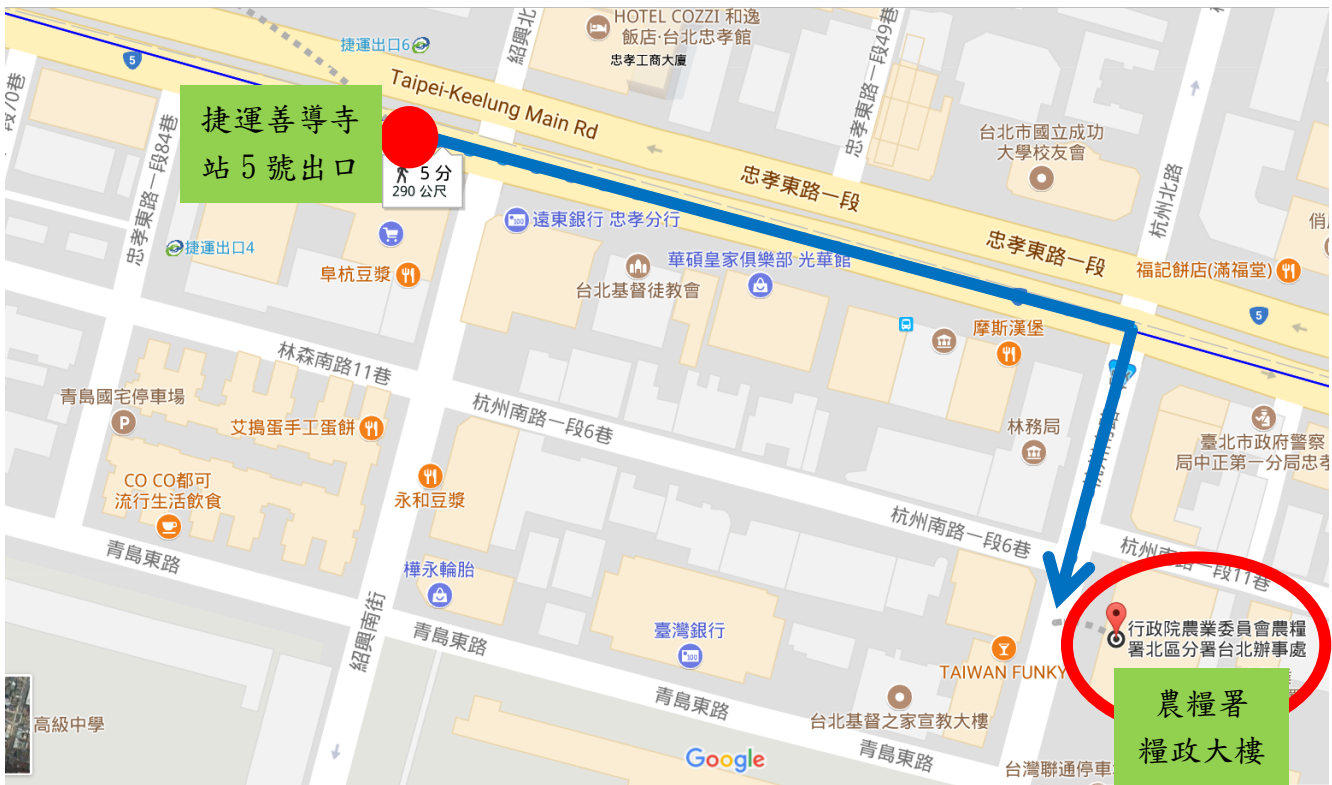 HOTEL COZZI 和逸
飯店·台北忠孝館
忠孝工商大廈
捷運出口6
紹興北
忠孝東路一段49巷
5
Taipei-Keelung Main Rd
捷運善導寺
站5號出口
5 分
290 公尺
忠孝東路一段84巷
台北市國立成功
大學校友會
忠孝東路一段
杭州北路
忠孝東路一段
遠東銀行 忠孝分行
捷運出口4
阜杭豆漿
華碩皇家俱樂部 光華館
台北基督徒教會
福記餅店(滿福堂)
5
摩斯漢堡
林森南路11巷
青島國宅停車場
P
艾搗蛋手工蛋餅
杭州南路一段6巷
林務局
臺北市政府警察
局中正第一分局忠孝
CO CO都可
流行生活飲食
永和豆漿
杭州南路一段6巷
杭州南路一段11巷
青島東路
樺永輪胎
紹興南街
青島東路
臺灣銀行
行政院農業委員會農糧
署北區分署台北辦事處
TAIWAN FUNKY
青島東路
高級中學
台北基督之家宣教大樓
農糧署
糧政大樓
Google
青島東路
台灣聯通停車